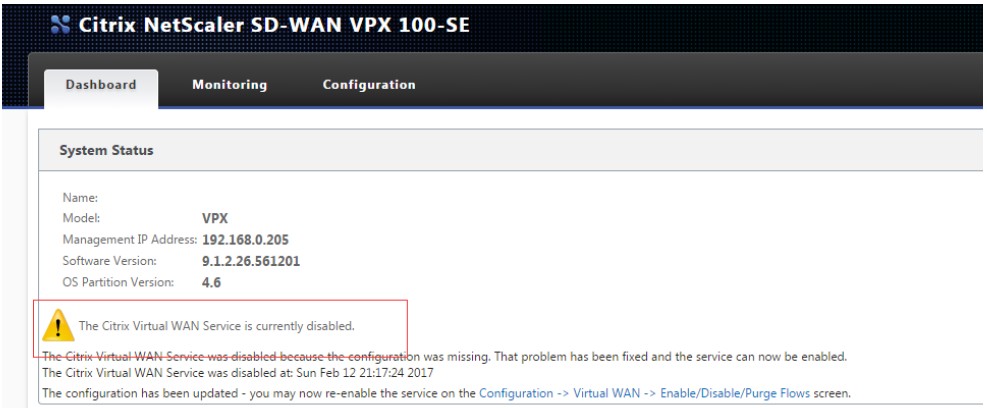 Citrix NetScaler SD-WAN VPX 100-SE
Dashboard Monitoring Configuration
System Status
Name:
Model: VPX
Management IP Address: 192.168.0.205
Software Version: 9.1.2.26.561201
OS Partition Version: 4.6
The Citrix Virtual WAN Service is currently disabled.
The Citrix Virtual WAN Service was disabled because the configuration was missing. That problem has been fixed and the service can now be enabled.
The Citrix Virtual WAN Service was disabled at: Sun Feb 12 21:17:24 2017
The configuration has been updated - you may now re-enable the service on the Configuration -> Virtual WAN -> Enable/Disable/Purge Flows screen.